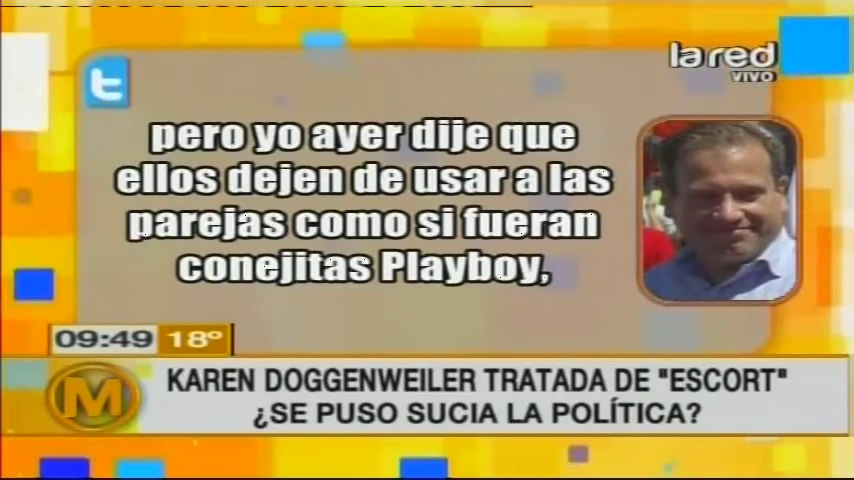 la red
VIVO
pero yo ayer dije que
ellos dejen de usar a las
parejas como si fueran
conejitas Playboy,
09:49 18º
M KAREN DOGGENWEILER TRATADA DE "ESCORT"
¿SE PUSO SUCIA LA POLÍTICA?